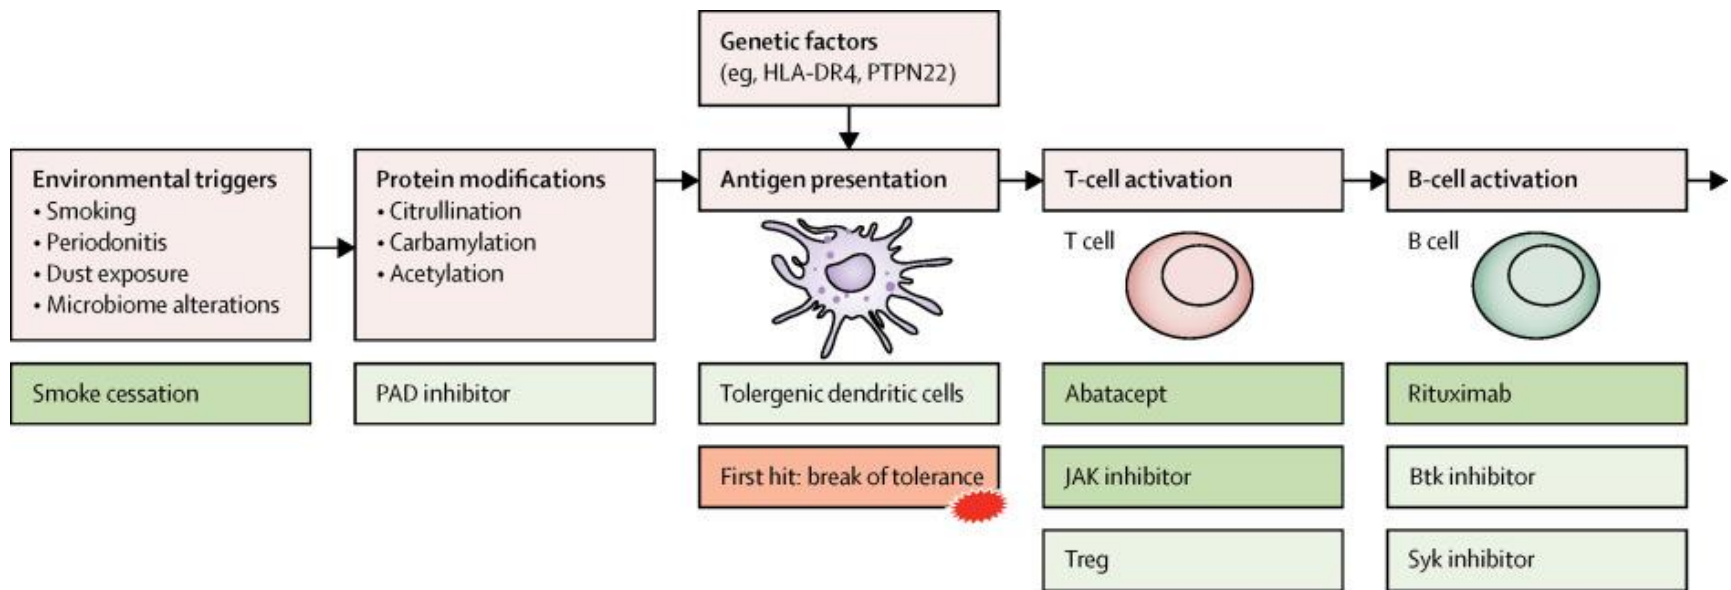 Genetic factors
(eg, HLA-DR4, PTPN22)
Environmental triggers
• Smoking
• Periodonitis
• Dust exposure
• Microbiome alterations
Smoke cessation
Protein modifications
• Citrullination
• Carbamylation
• Acetylation
PAD inhibitor
Antigen presentation
Tolergenic dendritic cells
First hit: break of tolerance
T-cell activation
T cell
Abatacept
JAK inhibitor
Treg
B-cell activation
B cell
Rituximab
Btk inhibitor
Syk inhibitor